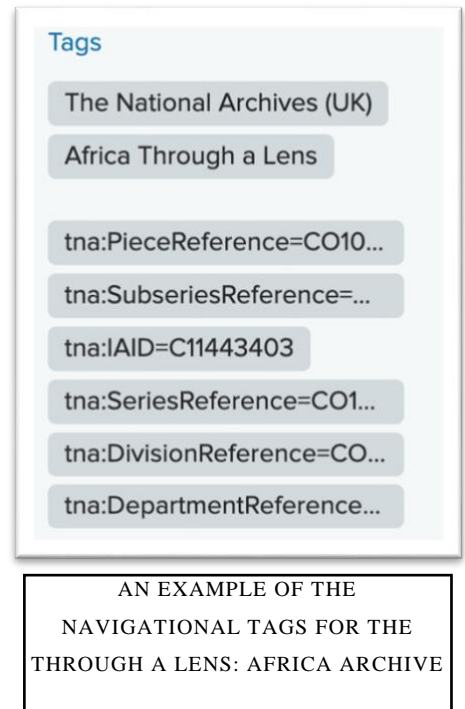 Tags
The National Archives (UK)
Africa Through a Lens
tna:PieceReference=CO10...
tna:SubseriesReference=...
tna:IAID=C11443403
tna:SeriesReference=CO1...
tna:DivisionReference=CO...
tna:DepartmentReference...
AN EXAMPLE OF THE
NAVIGATIONAL TAGS FOR THE
THROUGH A LENS: AFRICA ARCHIVE